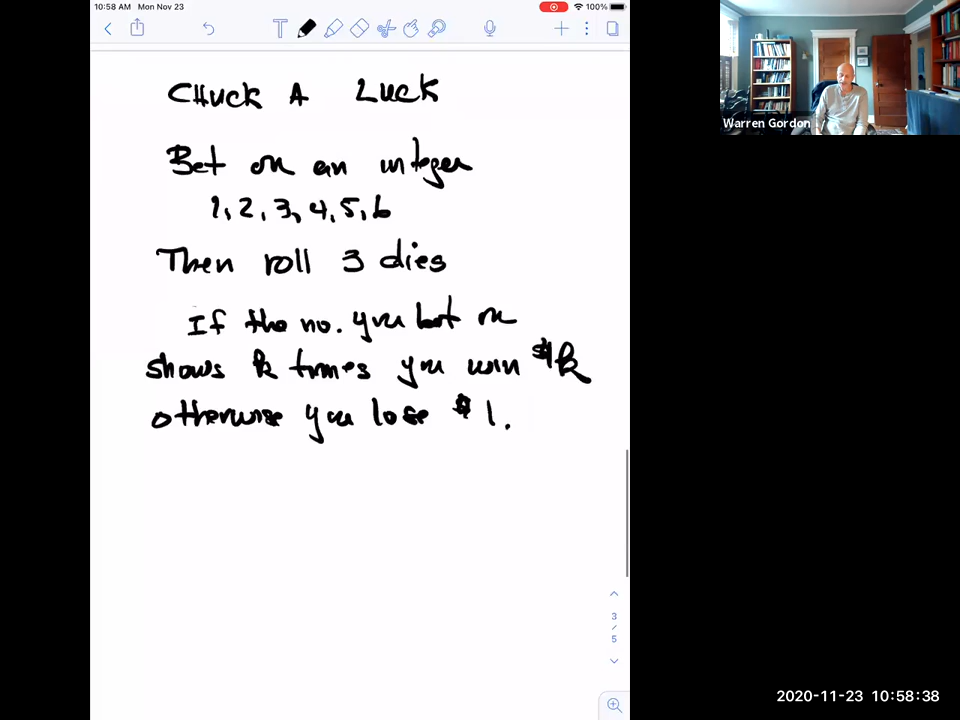 10:58 AM Mon Nov 23
100%
CHUCK A LUCK
Bet on an integer
1, 2, 3, 4, 5, 6
Then roll 3 dies
If the no. you bet on
shows k times you win $k
otherwise you lose $1.
3
/
5
Warren Gordon
2020-11-23 10:58:38